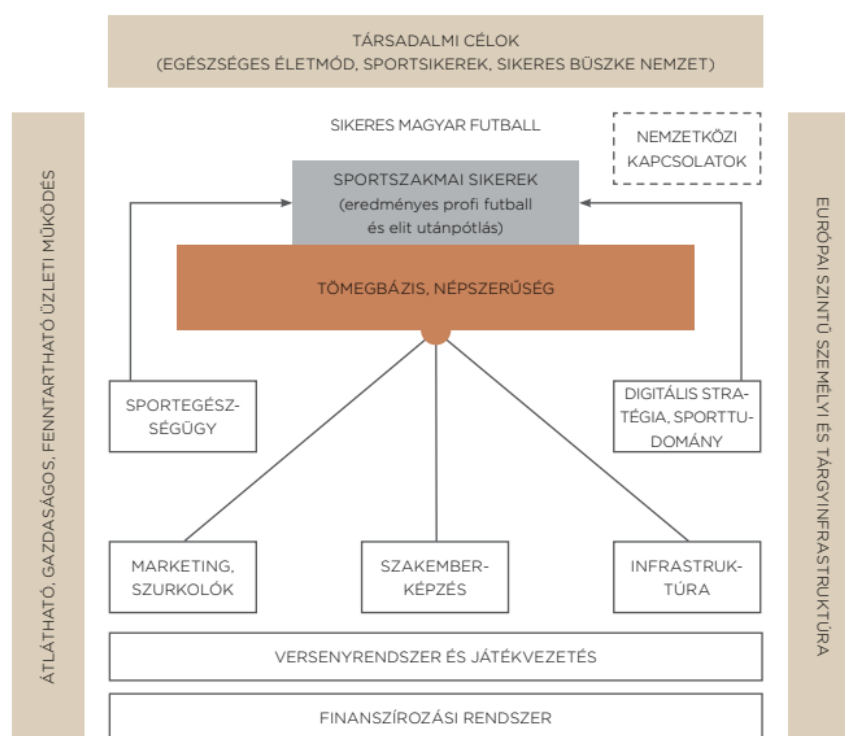 TÁRSADALMI CÉLOK
(EGÉSZSÉGES ÉLETMÓD, SPORTSIKEREK, SIKERES BÜSZKE NEMZET)
ÁTLÁTHATÓ, GAZDASÁGOS, FENNTARTHATÓ ÜZLETI MŰKÖDÉS
SIKERES MAGYAR FUTBALL
NEMZETKÖZI
KAPCSOLATOK
SPORTSZAKMAI SIKEREK
(eredményes profi futball
és elit utánpótlás)
TÖMEGBÁZIS, NÉPSZERŰSÉG
SPORTEGÉSZ-
SÉGÜGY
DIGITÁLIS STRA-
TÉGIA, SPORTTU-
DOMÁNY
MARKETING,
SZURKOLÓK
SZAKEMBER-
KÉPZÉS
INFRASTRUK-
TÚRA
VERSENYRENDSZER ÉS JÁTÉKVEZETÉS
FINANSZÍROZÁSI RENDSZER
EURÓPAI SZINTŰ SZEMÉLYI ÉS TÁRGYINFRASTRUKTÚRA